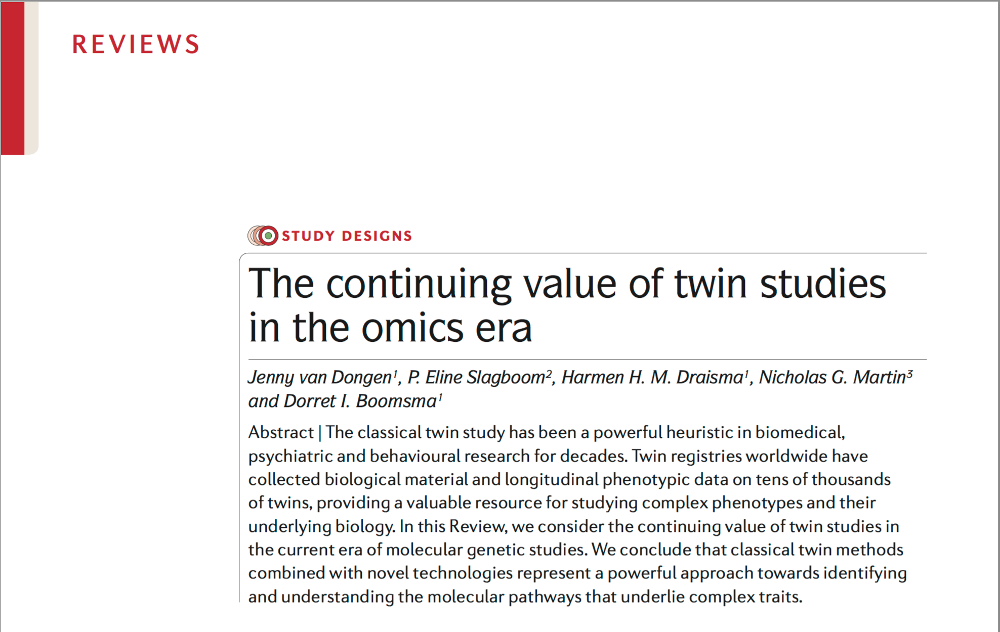 REVIEWS
STUDY DESIGNS
The continuing value of twin studies
in the omics era
Jenny van Dongen¹, P. Eline Slagboom², Harmen H. M. Draisma¹, Nicholas G. Martin³
and Dorret I. Boomsma¹
Abstract | The classical twin study has been a powerful heuristic in biomedical,
psychiatric and behavioural research for decades. Twin registries worldwide have
collected biological material and longitudinal phenotypic data on tens of thousands
of twins, providing a valuable resource for studying complex phenotypes and their
underlying biology. In this Review, we consider the continuing value of twin studies in
the current era of molecular genetic studies. We conclude that classical twin methods
combined with novel technologies represent a powerful approach towards identifying
and understanding the molecular pathways that underlie complex traits.